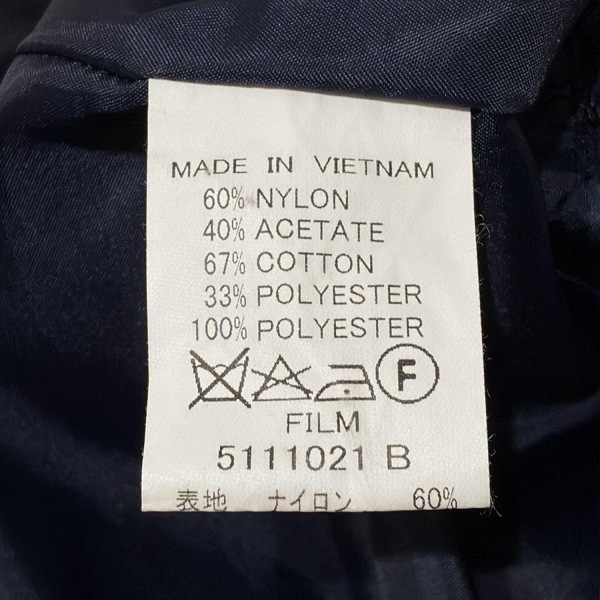 MADE IN VIETNAM
60% NYLON
40% ACETATE
67% COTTON
33% POLYESTER
100% POLYESTER
F
FILM
5111021 B
表地 ナイロン 60%